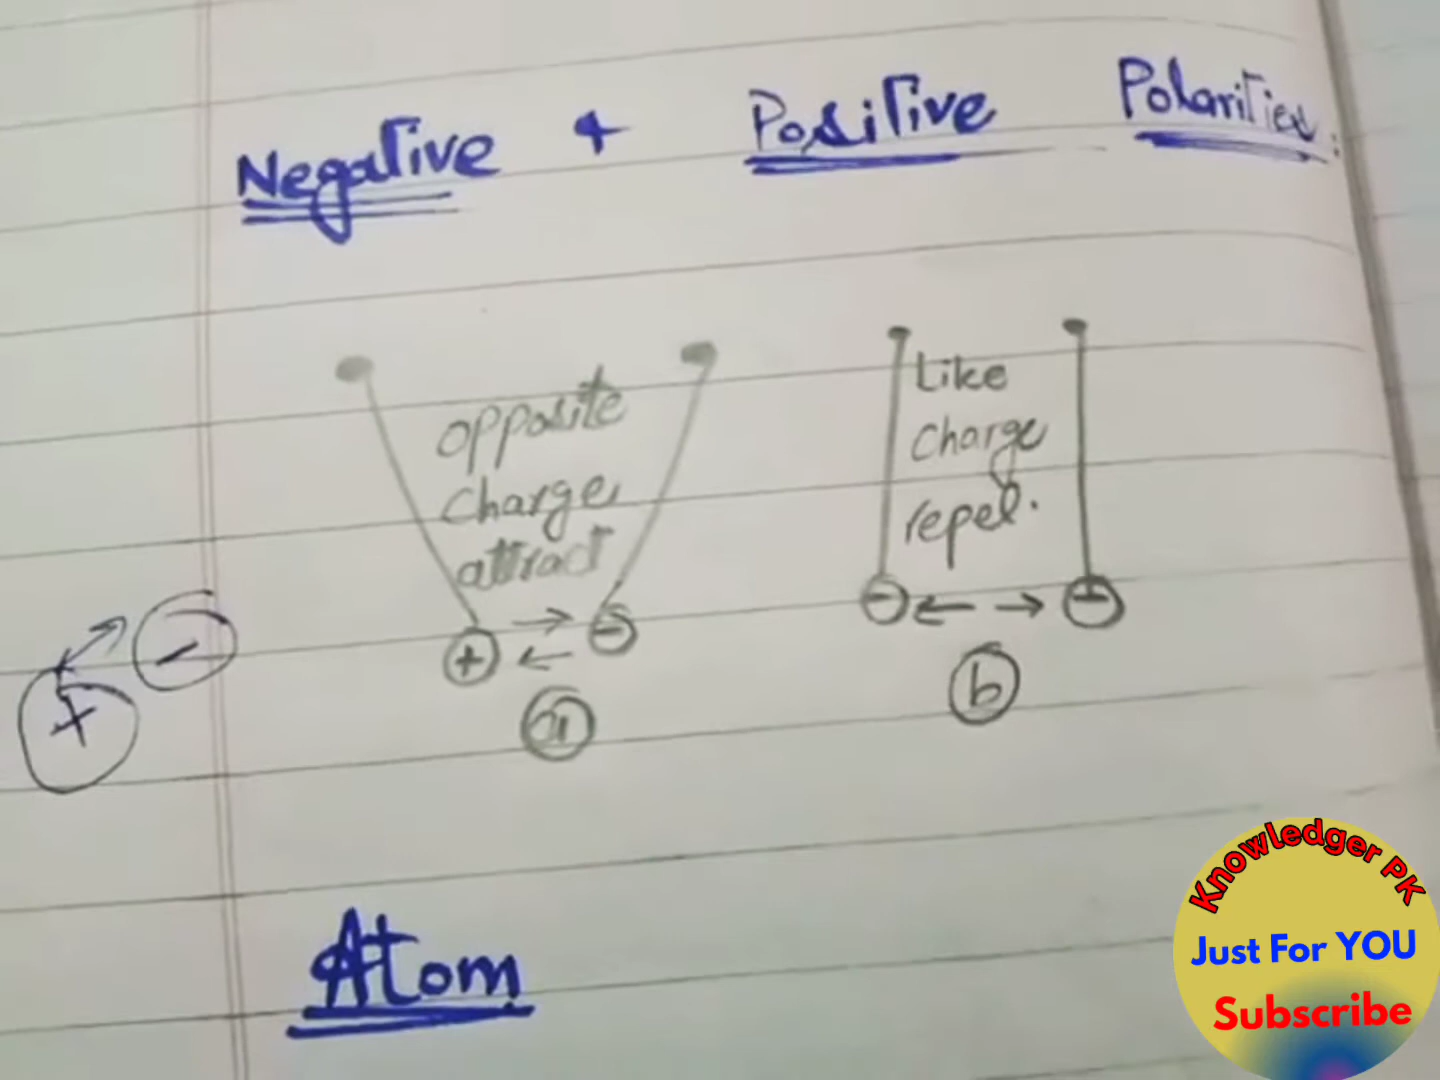 Negative + Positive Polarities:
opposite
charge
attract
Like
charge
repel.
+ -
- -
+ -
a
b
Atom
Knowledger PK
Just For YOU
Subscribe